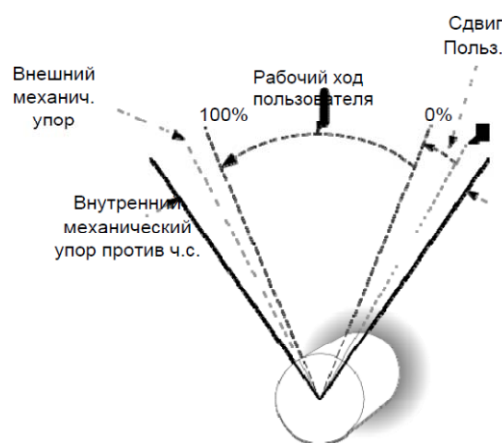 Сдвиг
Польз.
Внешний
механич.
упор
Рабочий ход
пользователя
100%
0%
Внутренний
механический
упор против ч.с.